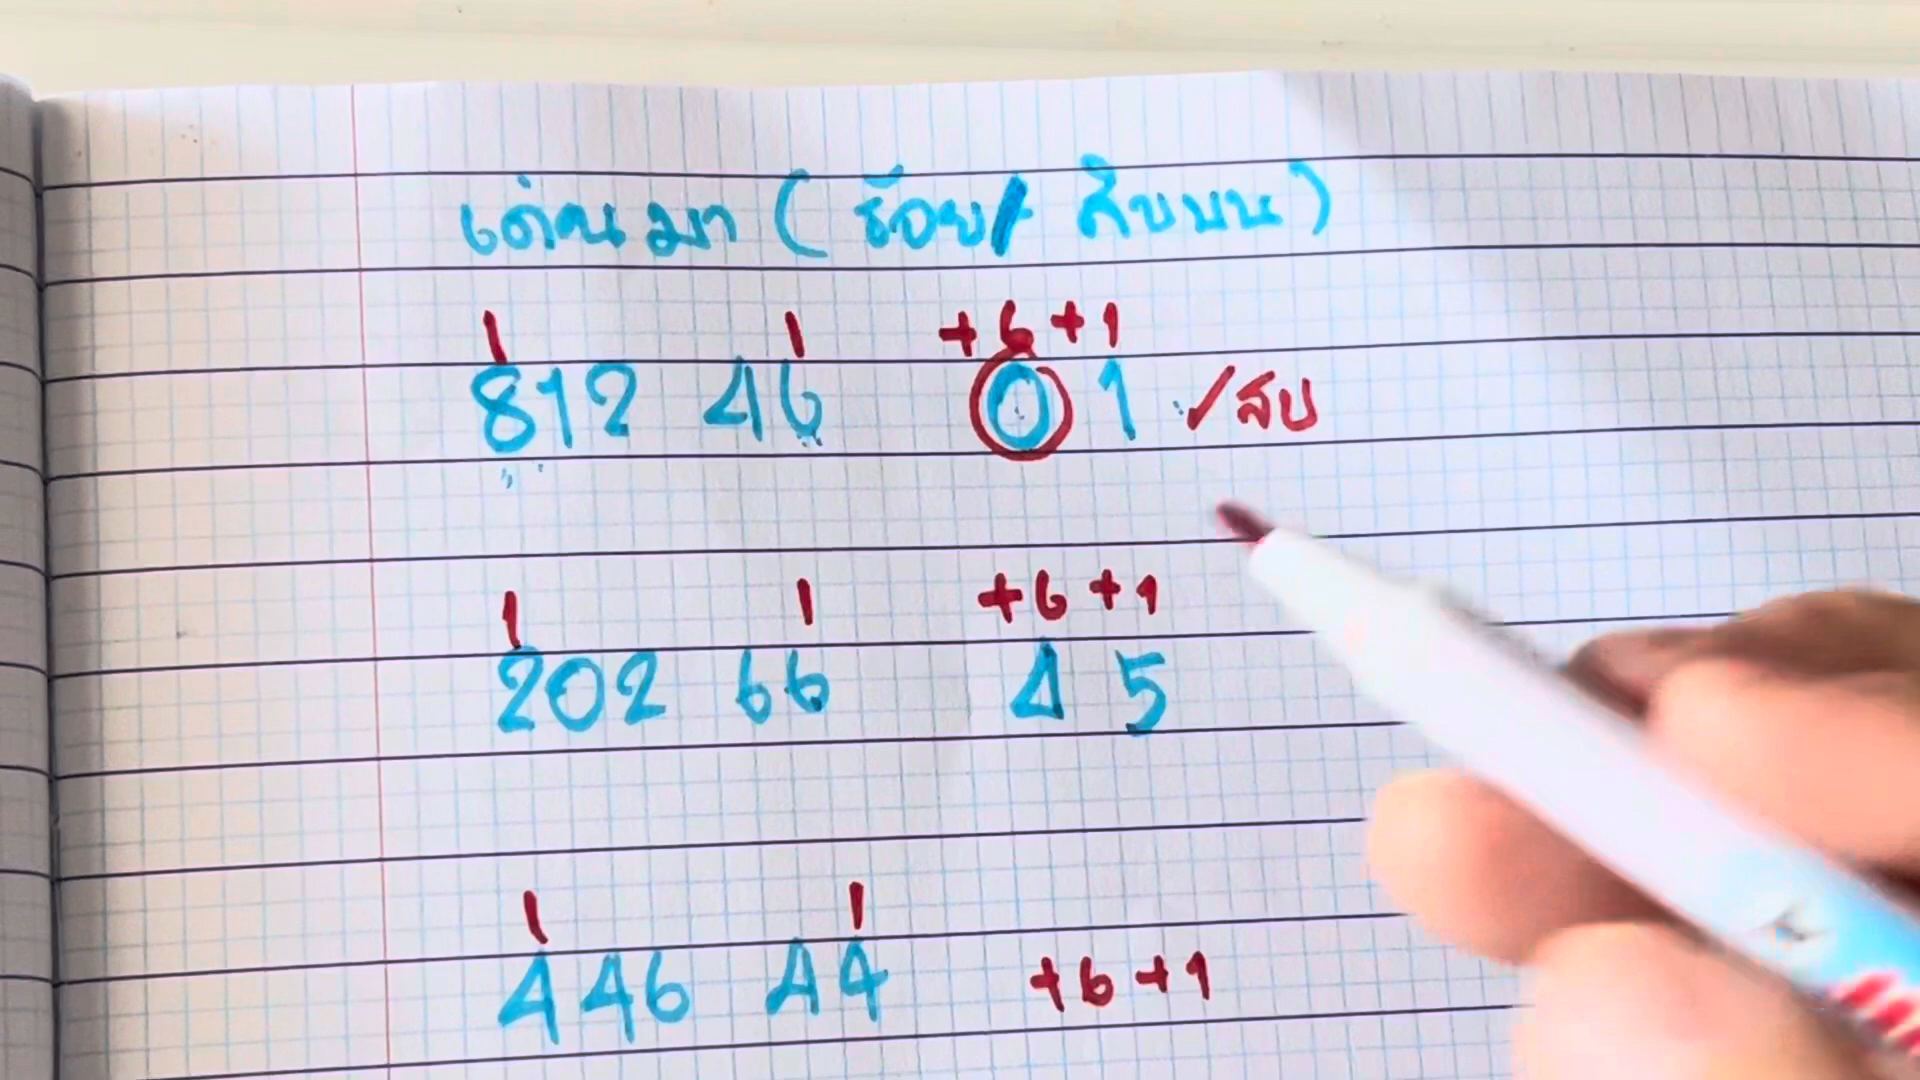 เด่นมา (ร้อย/สิบบน)
1 1 +6+1
812 46 0 1 /สบ
1 1 +6+1
202 66 4 5
1 1
446 44 +6+1